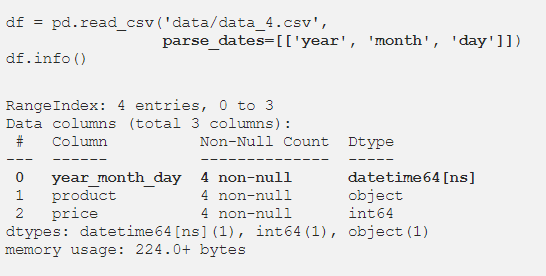 df = pd.read_csv('data/data_4.csv',
                 parse_dates=[['year', 'month', 'day']])
df.info()
RangeIndex: 4 entries, 0 to 3
Data columns (total 3 columns):
 #   Column          Non-Null Count  Dtype
---  ------          --------------  -----
 0   year_month_day  4 non-null      datetime64[ns]
 1   product         4 non-null      object
 2   price           4 non-null      int64
dtypes: datetime64[ns](1), int64(1), object(1)
memory usage: 224.0+ bytes